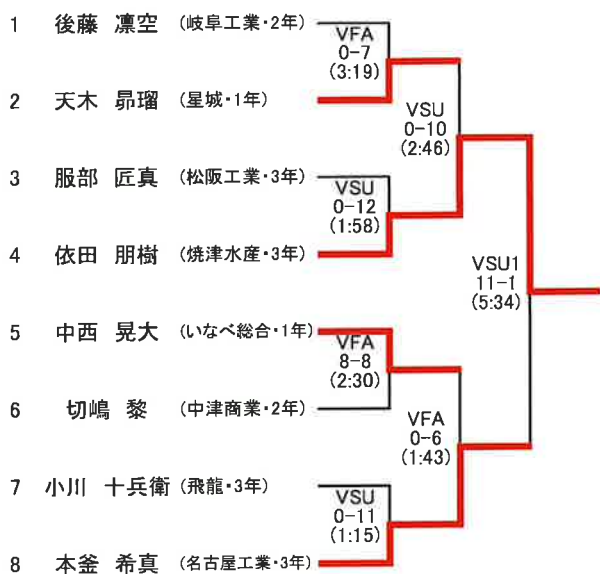 1 後藤 凛空 (岐阜工業・2年)
VFA
0-7
(3:19)
2 天木 昴瑠 (星城・1年)
VSU
0-10
(2:46)
3 服部 匠真 (松阪工業・3年)
VSU
0-12
(1:58)
4 依田 朋樹 (焼津水産・3年)
VSU1
11-1
(5:34)
5 中西 晃大 (いなべ総合・1年)
VFA
8-8
(2:30)
6 切嶋 黎 (中津商業・2年)
VFA
0-6
(1:43)
7 小川 十兵衛 (飛龍・3年)
VSU
0-11
(1:15)
8 本釜 希真 (名古屋工業・3年)